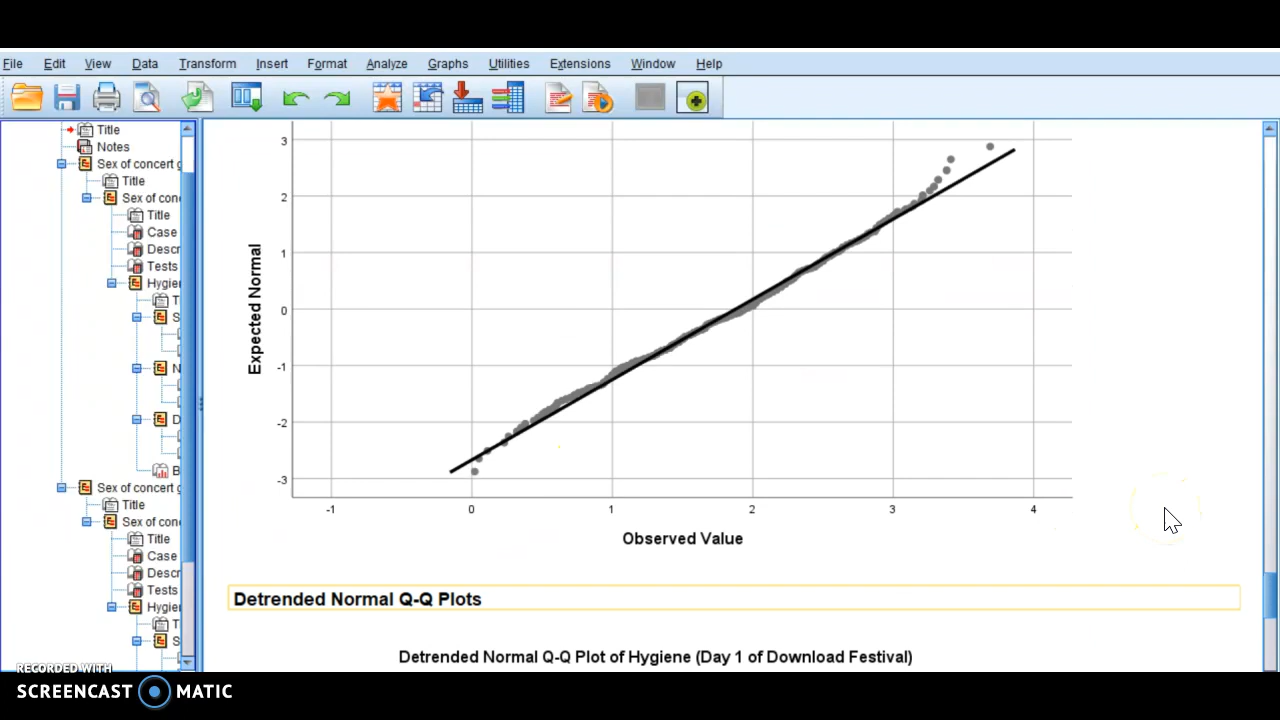 File Edit View Data Transform Insert Format Analyze Graphs Utilities Extensions Window Help
Title
Notes
Sex of concert g
Title
Sex of conc
Title
Case
Descr
Tests
Hygie
T
S
N
D
B
Sex of concert g
Title
Sex of conc
Title
Case
Descr
Tests
Hygie
T
S
Expected Normal
3
2
1
0
-1
-2
-3
-1 0 1 2 3 4
Observed Value
Detrended Normal Q-Q Plots
Detrended Normal Q-Q Plot of Hygiene (Day 1 of Download Festival)
RECORDED WITH
SCREENCAST MATIC